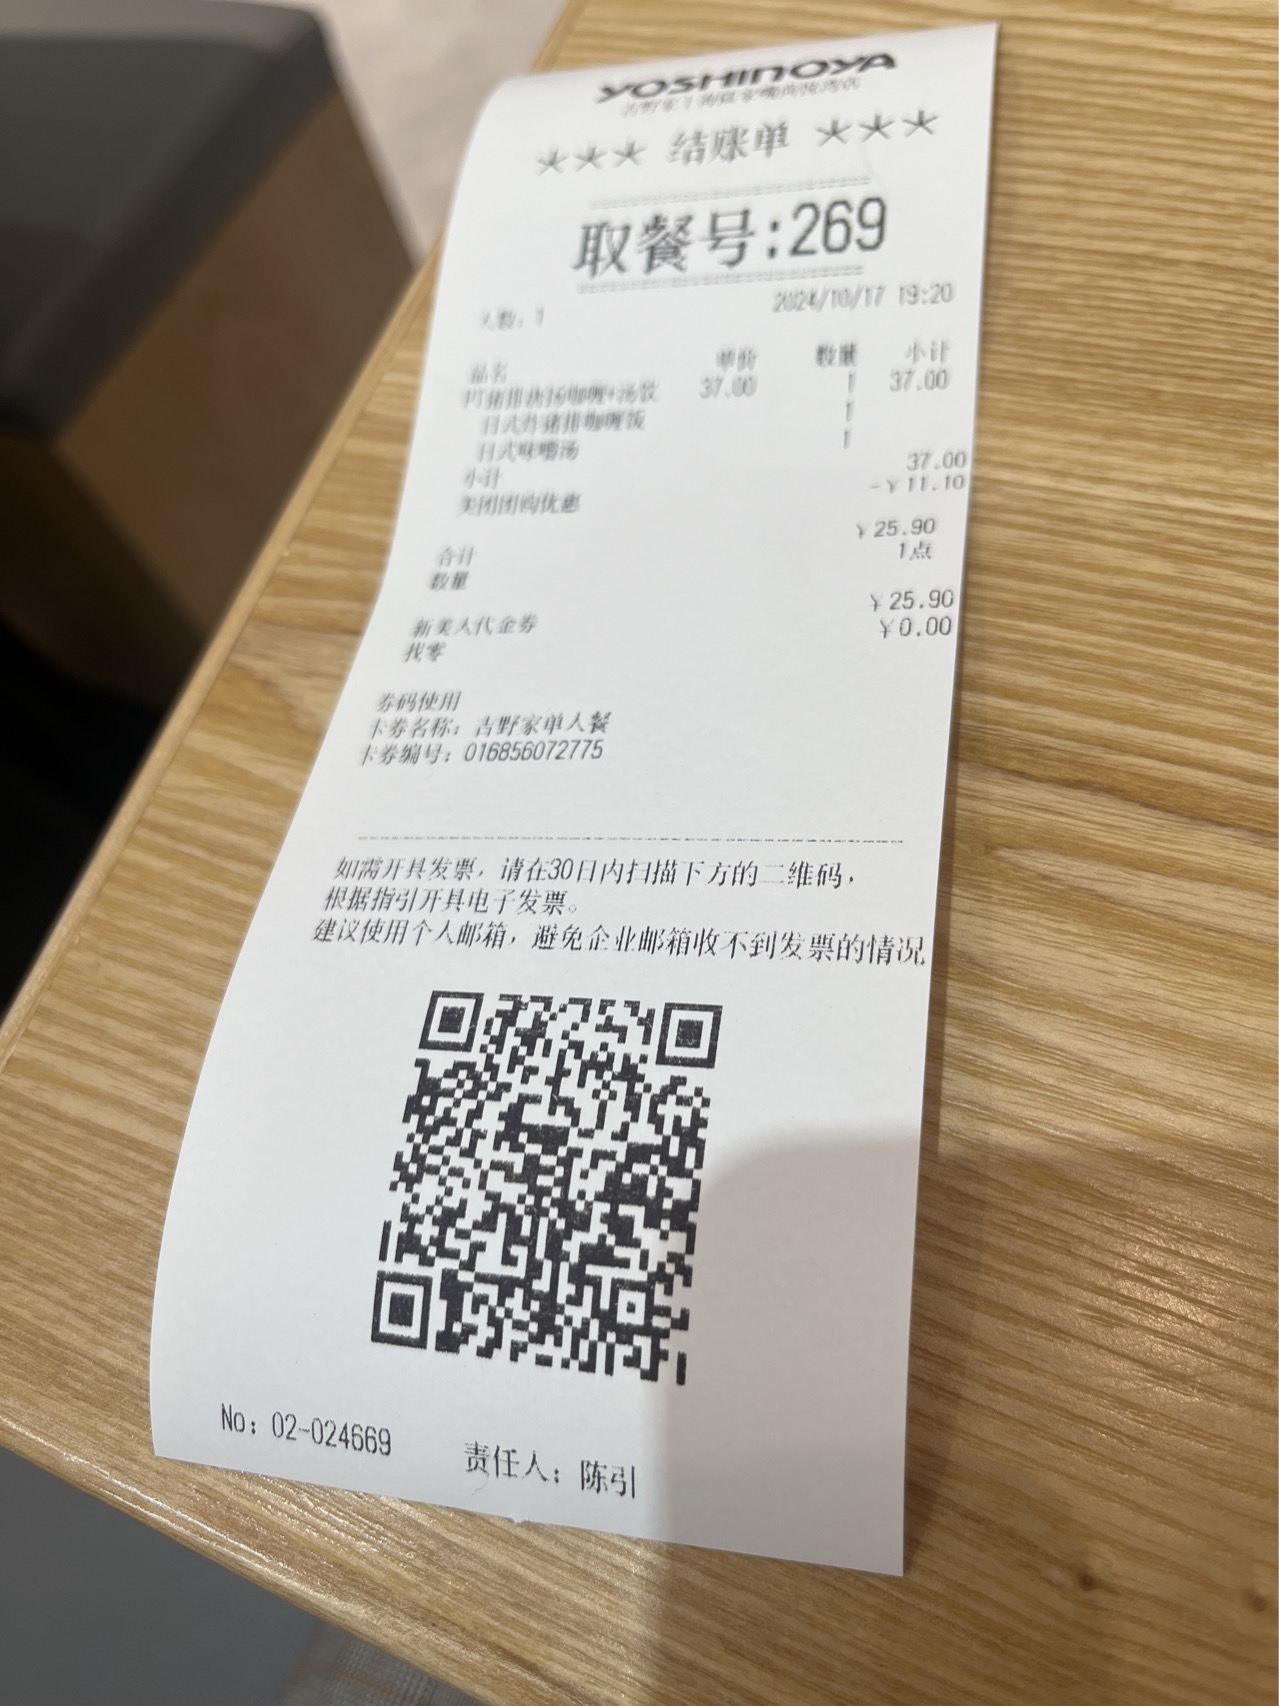 YOSHINOYA
*** 结账单 ***
取餐号:269
人数:1 2024/10/17 19:20
品名 单价 数量 小计
37.00 1 37.00
日式炸猪排咖喱饭 1
日式味噌汤 1
小计 37.00
美团团购优惠 -¥11.10
合计 ¥25.90
数量 1点
新美大代金券 ¥25.90
找零 ¥0.00
券码使用
卡券名称：吉野家单人餐
卡券编号：016856072775
如需开具发票，请在30日内扫描下方的二维码，
根据指引开具电子发票。
建议使用个人邮箱，避免企业邮箱收不到发票的情况
No：02-024669 责任人：陈引